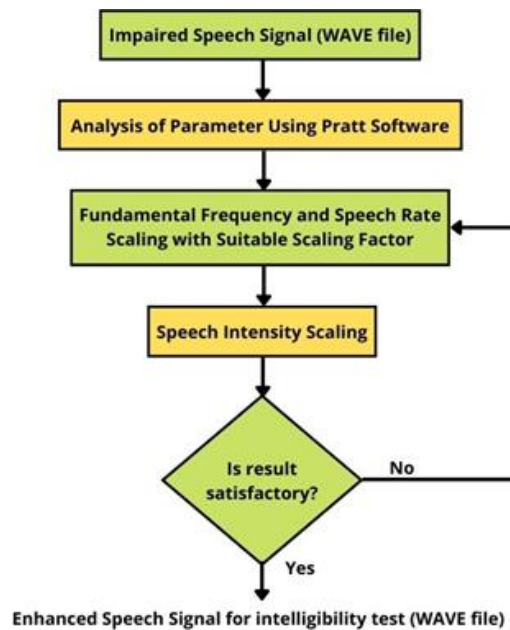 Impaired Speech Signal (WAVE file)
Analysis of Parameter Using Pratt Software
Fundamental Frequency and Speech Rate
Scaling with Suitable Scaling Factor
Speech Intensity Scaling
Is result
satisfactory?
No
Yes
Enhanced Speech Signal for intelligibility test (WAVE file)